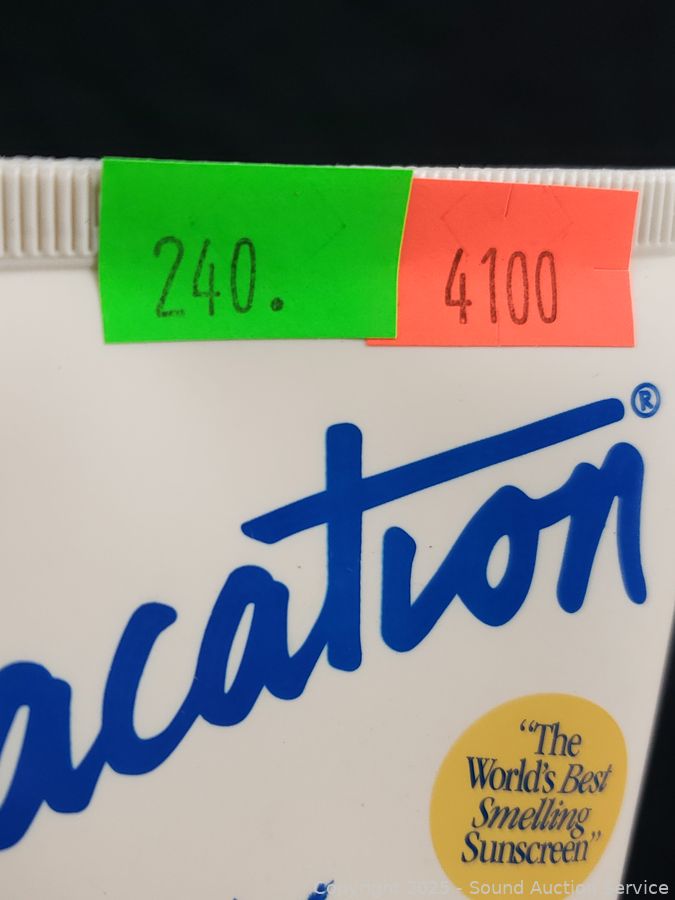 240.
4100
acation®
"The
World's Best
Smelling
Sunscreen"
Copyright 2025 - Sound Auction Service